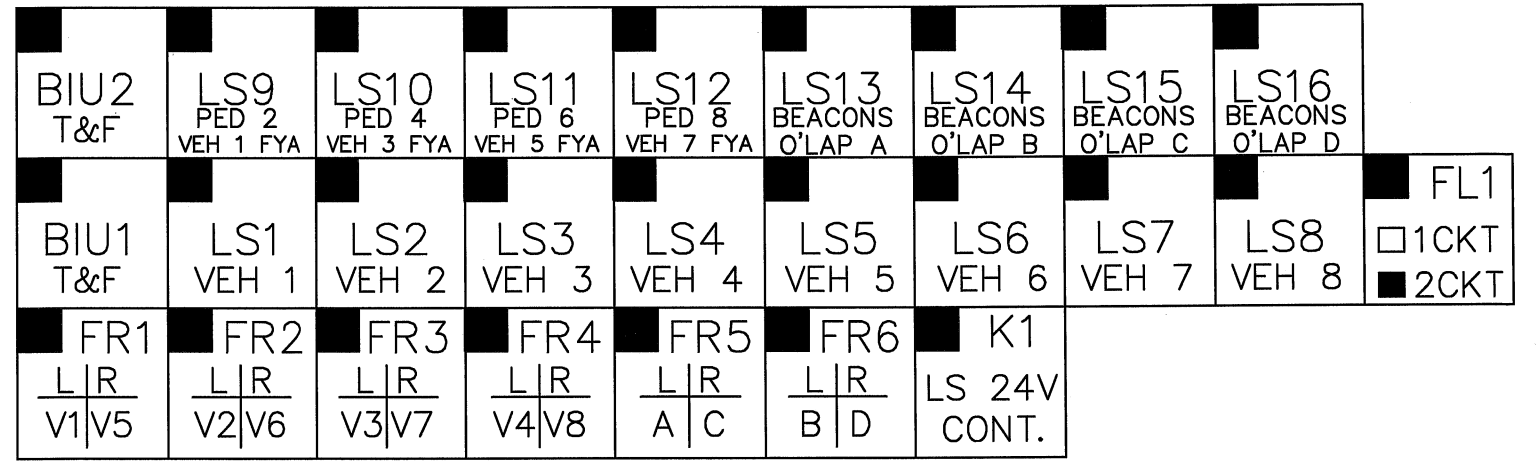 BIU2
T&F
LS9
PED 2
VEH 1 FYA
LS10
PED 4
VEH 3 FYA
LS11
PED 6
VEH 5 FYA
LS12
PED 8
VEH 7 FYA
LS13
BEACONS
O'LAP A
LS14
BEACONS
O'LAP B
LS15
BEACONS
O'LAP C
LS16
BEACONS
O'LAP D
BIU1
T&F
LS1
VEH 1
LS2
VEH 2
LS3
VEH 3
LS4
VEH 4
LS5
VEH 5
LS6
VEH 6
LS7
VEH 7
LS8
VEH 8
FL1
1CKT
2CKT
FR1
L R
V1 V5
FR2
L R
V2 V6
FR3
L R
V3 V7
FR4
L R
V4 V8
FR5
L R
A C
FR6
L R
B D
K1
LS 24V
CONT.